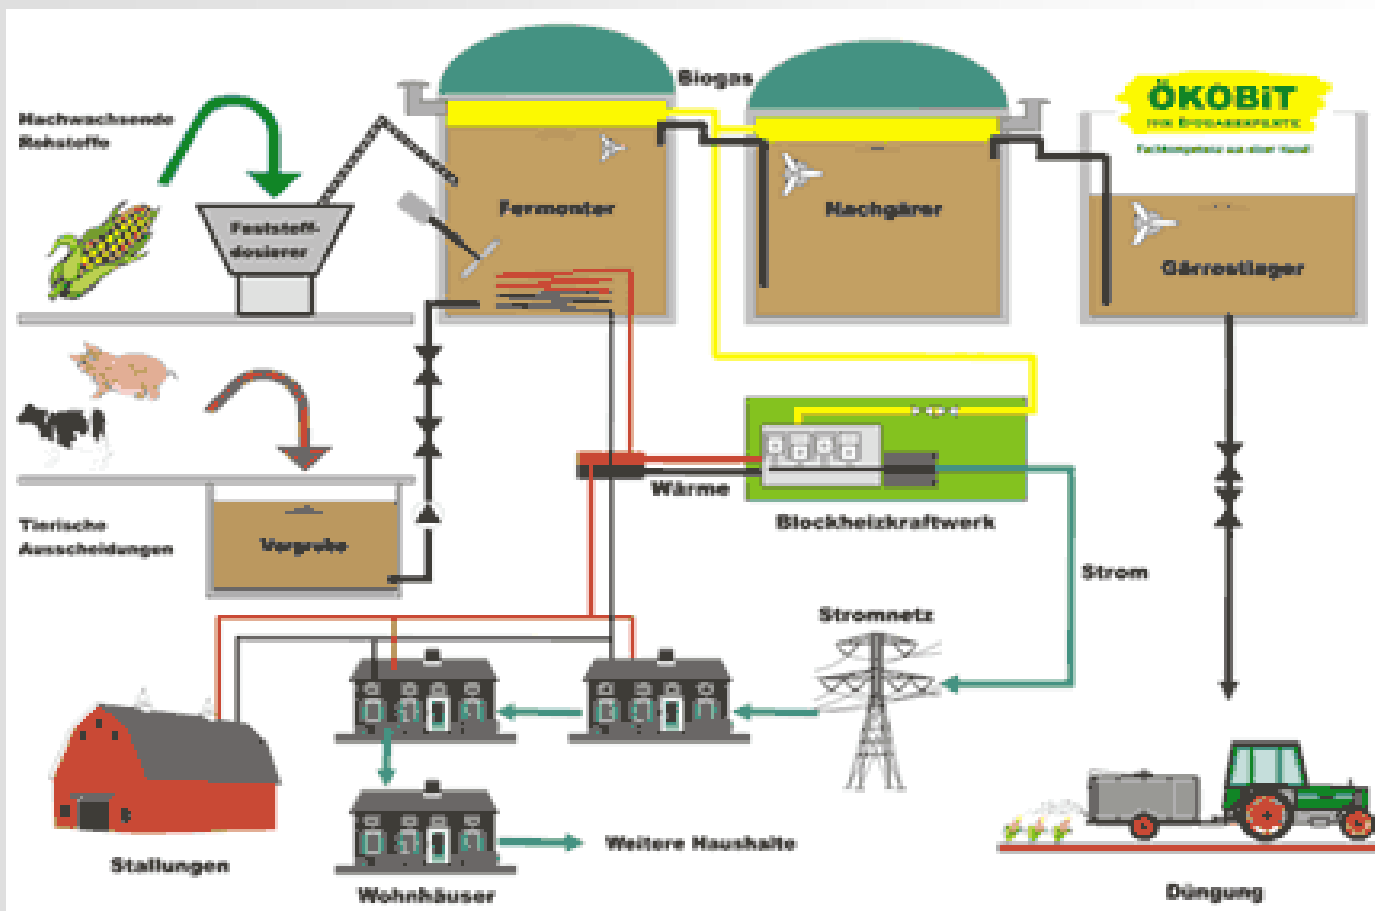 Biogas
ÖKOBiT
Nachwachsende
Rohstoffe
Feststoff-
dosierer
Fermenter
Nachgärer
Gärrestlager
Wärme
Blockheizkraftwerk
Tierische
Ausscheidungen
Vorgrube
Strom
Stromnetz
Stallungen
Weitere Haushalte
Wohnhäuser
Düngung